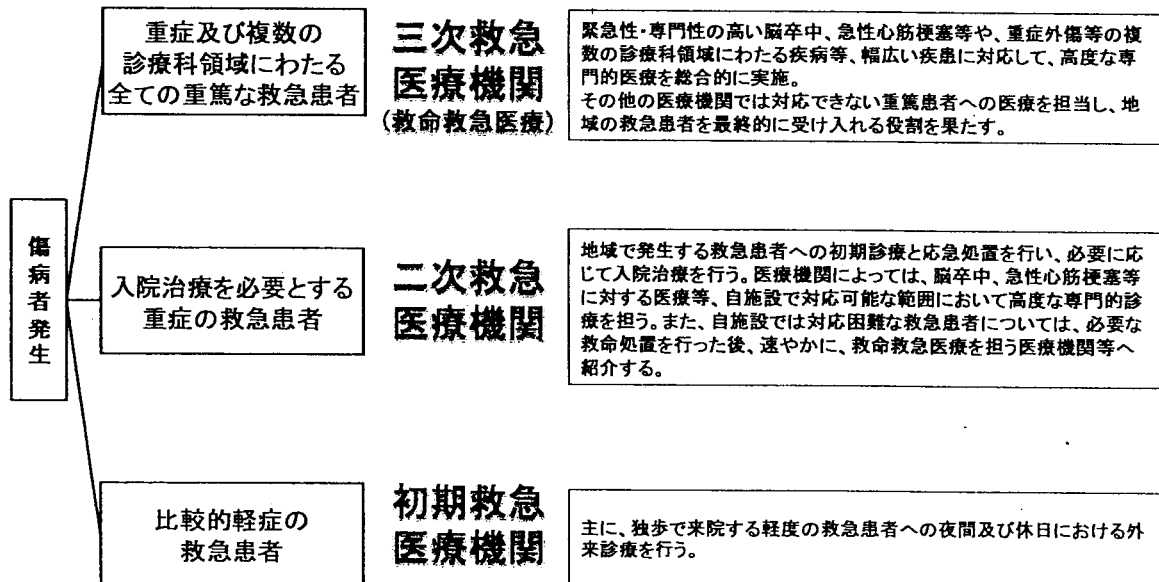 傷病者発生
重症及び複数の
診療科領域にわたる
全ての重篤な救急患者
三次救急
医療機関
(救命救急医療)
緊急性・専門性の高い脳卒中、急性心筋梗塞等や、重症外傷等の複
数の診療科領域にわたる疾病等、幅広い疾患に対応して、高度な専
門的医療を総合的に実施。
その他の医療機関では対応できない重篤患者への医療を担当し、地
域の救急患者を最終的に受け入れる役割を果たす。
入院治療を必要とする
重症の救急患者
二次救急
医療機関
地域で発生する救急患者への初期診療と応急処置を行い、必要に応
じて入院治療を行う。医療機関によっては、脳卒中、急性心筋梗塞等
に対する医療等、自施設で対応可能な範囲において高度な専門的診
療を担う。また、自施設では対応困難な救急患者については、必要な
救命処置を行った後、速やかに、救命救急医療を担う医療機関等へ
紹介する。
比較的軽症の
救急患者
初期救急
医療機関
主に、独歩で来院する軽度の救急患者への夜間及び休日における外
来診療を行う。